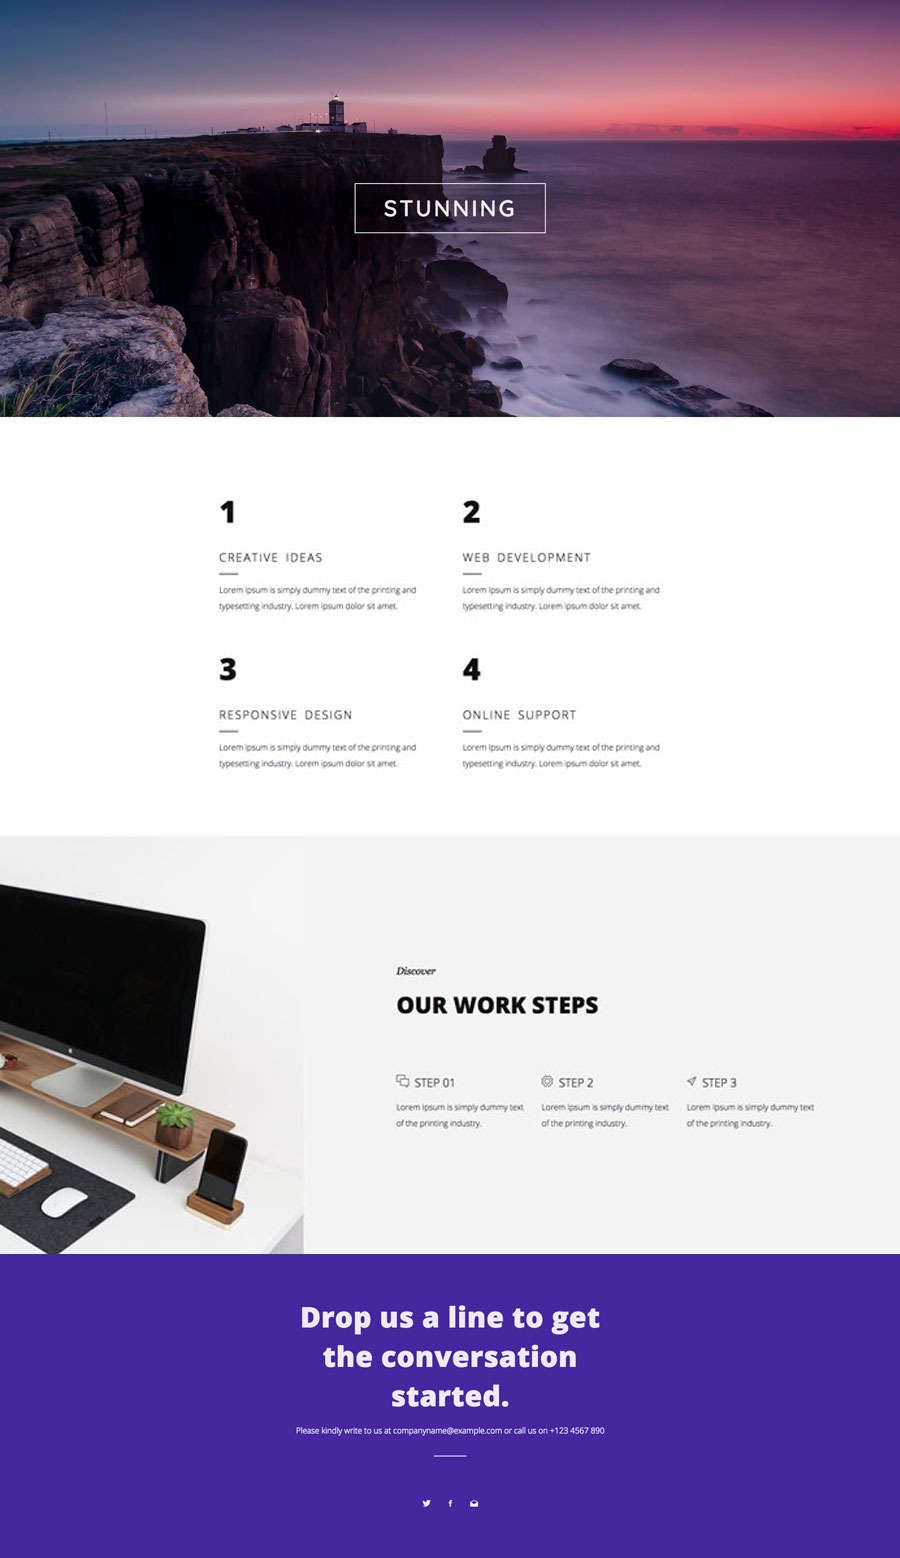 STUNNING
1
CREATIVE IDEAS
Lorem Ipsum is simply dummy text of the printing and
typesetting industry. Lorem ipsum dolor sit amet.
2
WEB DEVELOPMENT
Lorem Ipsum is simply dummy text of the printing and
typesetting industry. Lorem ipsum dolor sit amet.
3
RESPONSIVE DESIGN
Lorem Ipsum is simply dummy text of the printing and
typesetting industry. Lorem ipsum dolor sit amet.
4
ONLINE SUPPORT
Lorem Ipsum is simply dummy text of the printing and
typesetting industry. Lorem ipsum dolor sit amet.
Discover
OUR WORK STEPS
STEP 01
Lorem Ipsum is simply dummy text
of the printing industry.
STEP 2
Lorem Ipsum is simply dummy text
of the printing industry.
STEP 3
Lorem Ipsum is simply dummy text
of the printing industry.
Drop us a line to get
the conversation
started.
Please kindly write to us at companyname@example.com or call us on +123 4567 890